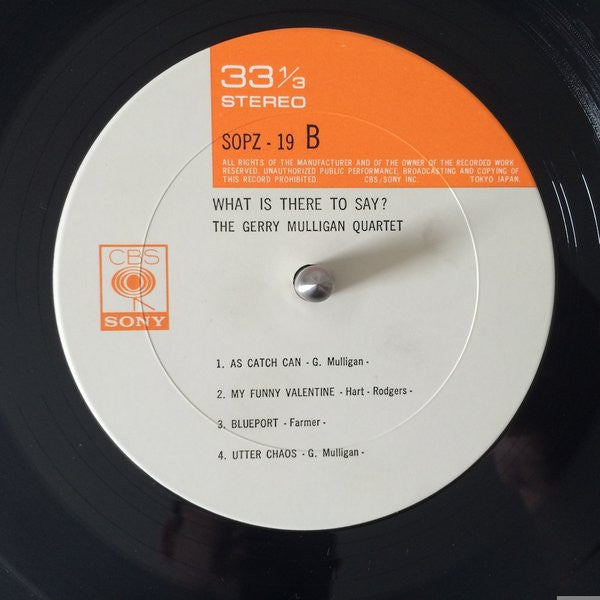 33 1/3
STEREO
SOPZ - 19 B
ALL RIGHTS OF THE MANUFACTURER AND OF THE OWNER OF THE RECORDED WORK
RESERVED. UNAUTHORIZED PUBLIC PERFORMANCE, BROADCASTING AND COPYING OF
THIS RECORD PROHIBITED. CBS/SONY INC. TOKYO JAPAN.
WHAT IS THERE TO SAY?
THE GERRY MULLIGAN QUARTET
CBS
SONY
1. AS CATCH CAN - G. Mulligan -
2. MY FUNNY VALENTINE - Hart - Rodgers -
3. BLUEPORT - Farmer -
4. UTTER CHAOS - G. Mulligan -